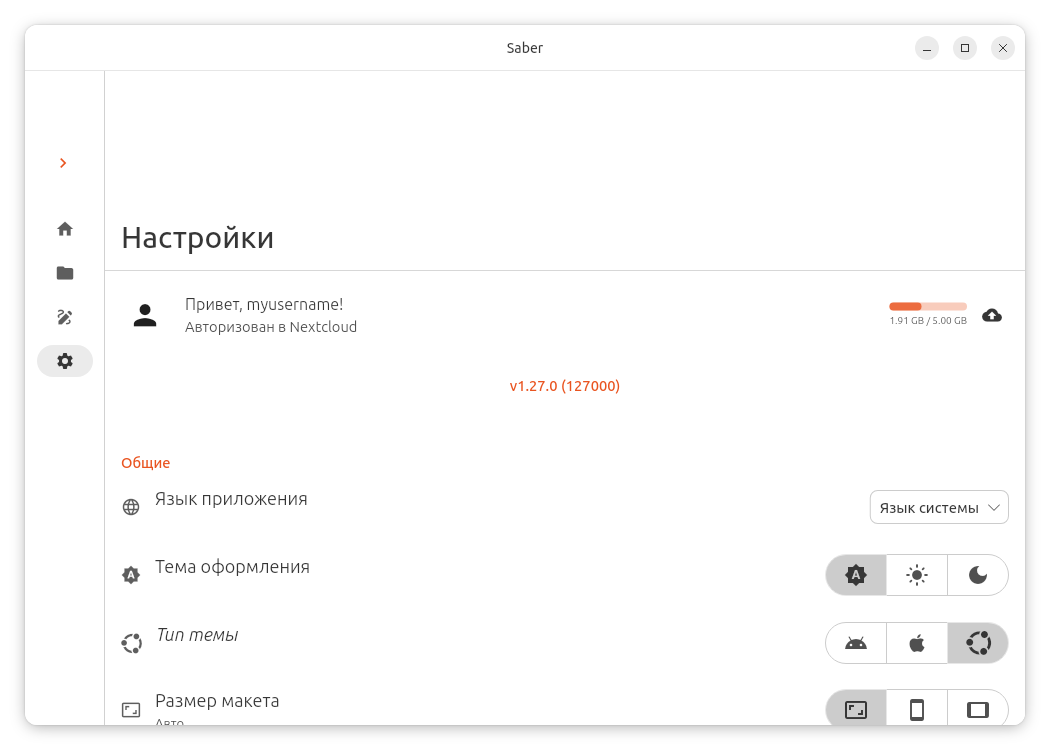 Saber
Настройки
Привет, myusername!
Авторизован в Nextcloud
1.91 GB / 5.00 GB
v1.27.0 (127000)
Общие
Язык приложения
Язык системы
Тема оформления
Тип темы
Размер макета
Авто